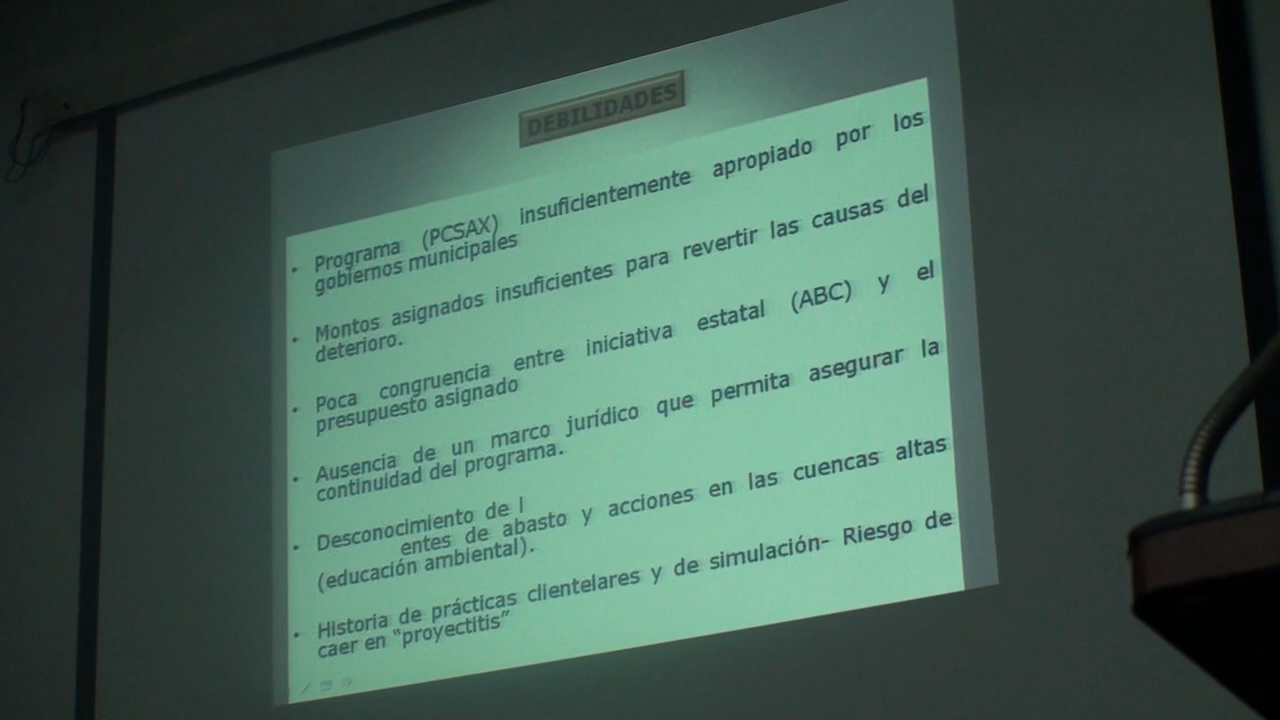 DEBILIDADES
• Programa (PCSAX) insuficientemente apropiado por los
gobiernos municipales
• Montos asignados insuficientes para revertir las causas del
deterioro.
• Poca congruencia entre iniciativa estatal (ABC) y el
presupuesto asignado
• Ausencia de un marco jurídico que permita asegurar la
continuidad del programa.
• Desconocimiento de l
entes de abasto y acciones en las cuencas altas
(educación ambiental).
• Historia de prácticas clientelares y de simulación- Riesgo de
caer en “proyectitis”